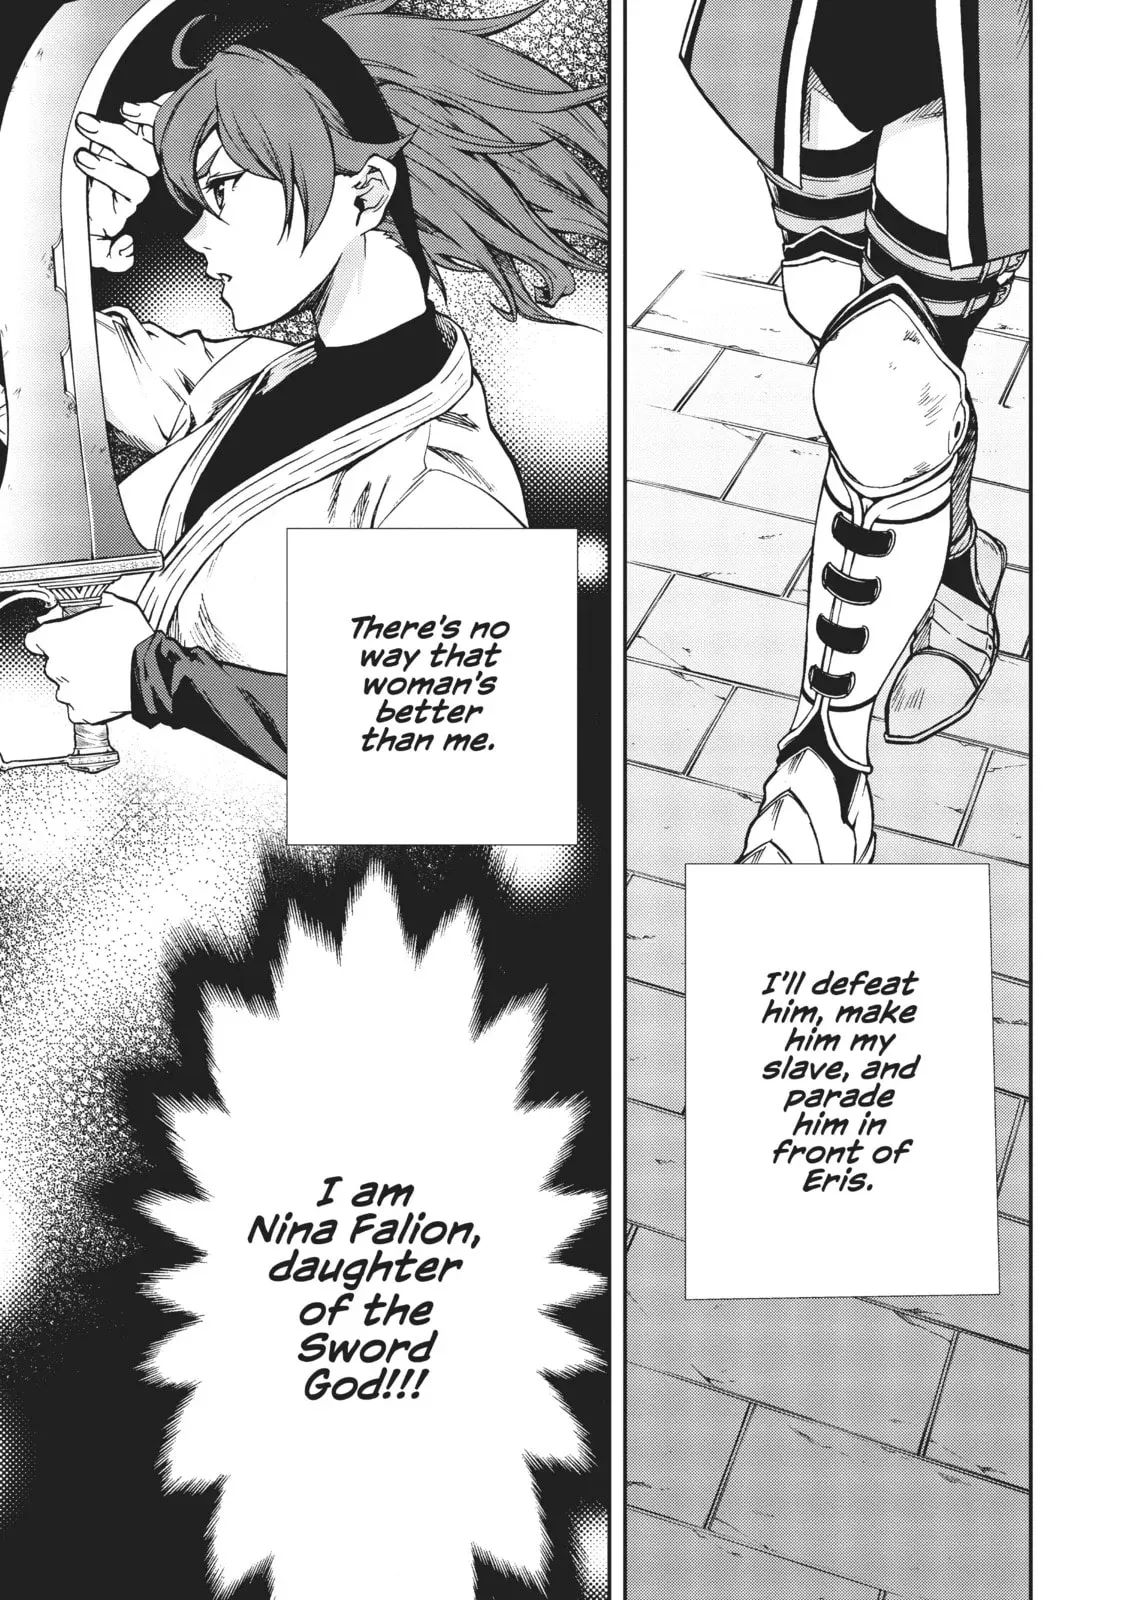 I'll defeat
him, make
him my
slave, and
parade
him in
front of
Eris.
There's no
way that
woman's
better
than me.
I am
Nina Falion,
daughter
of the
Sword
God!!!